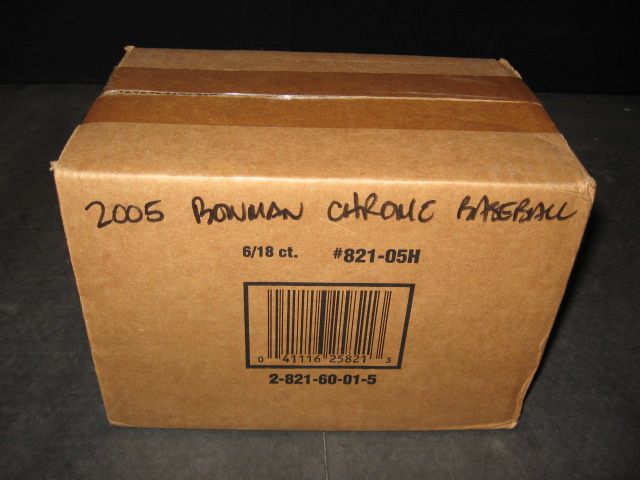 2005 BOWMAN CHROME BASEBALL
6/18 ct. #821-05H
0 41116 25821 3
2-821-60-01-5